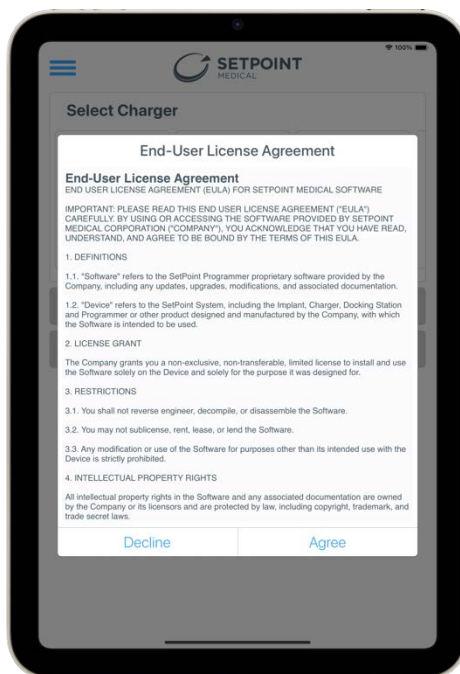 100%
SETPOINT
MEDICAL
Select Charger
End-User License Agreement
End-User License Agreement
END USER LICENSE AGREEMENT (EULA) FOR SETPOINT MEDICAL SOFTWARE
IMPORTANT: PLEASE READ THIS END USER LICENSE AGREEMENT ("EULA")
CAREFULLY. BY USING OR ACCESSING THE SOFTWARE PROVIDED BY SETPOINT
MEDICAL CORPORATION ("COMPANY"), YOU ACKNOWLEDGE THAT YOU HAVE READ,
UNDERSTAND, AND AGREE TO BE BOUND BY THE TERMS OF THIS EULA.
1. DEFINITIONS
1.1. "Software" refers to the SetPoint Programmer proprietary software provided by the
Company, including any updates, upgrades, modifications, and associated documentation.
1.2. "Device" refers to the SetPoint System, including the Implant, Charger, Docking Station
and Programmer or other product designed and manufactured by the Company, with which
the Software is intended to be used.
2. LICENSE GRANT
The Company grants you a non-exclusive, non-transferable, limited license to install and use
the Software solely on the Device and solely for the purpose it was designed for.
3. RESTRICTIONS
3.1. You shall not reverse engineer, decompile, or disassemble the Software.
3.2. You may not sublicense, rent, lease, or lend the Software.
3.3. Any modification or use of the Software for purposes other than its intended use with the
Device is strictly prohibited.
4. INTELLECTUAL PROPERTY RIGHTS
All intellectual property rights in the Software and any associated documentation are owned
by the Company or its licensors and are protected by law, including copyright, trademark, and
trade secret laws.
Decline Agree